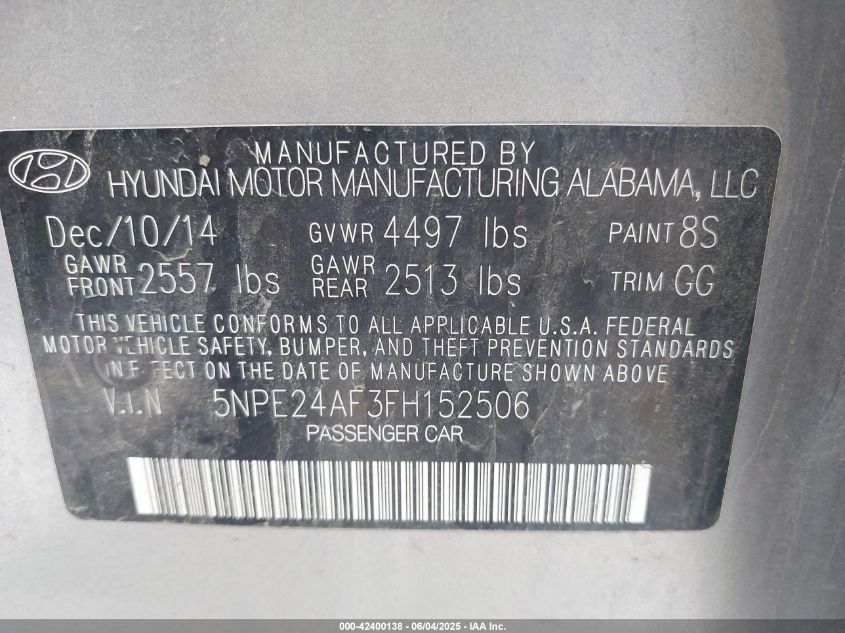 MANUFACTURED BY
HYUNDAI MOTOR MANUFACTURING ALABAMA, LLC
Dec/10/14 GVWR 4497 lbs PAINT 8S
GAWR FRONT 2557 lbs GAWR REAR 2513 lbs TRIM GG
THIS VEHICLE CONFORMS TO ALL APPLICABLE U.S.A. FEDERAL
MOTOR VEHICLE SAFETY, BUMPER, AND THEFT PREVENTION STANDARDS
IN EFFECT ON THE DATE OF MANUFACTURE SHOWN ABOVE
V.I.N 5NPE24AF3FH152506
PASSENGER CAR
000-42400138 - 06/04/2025 - IAA Inc.